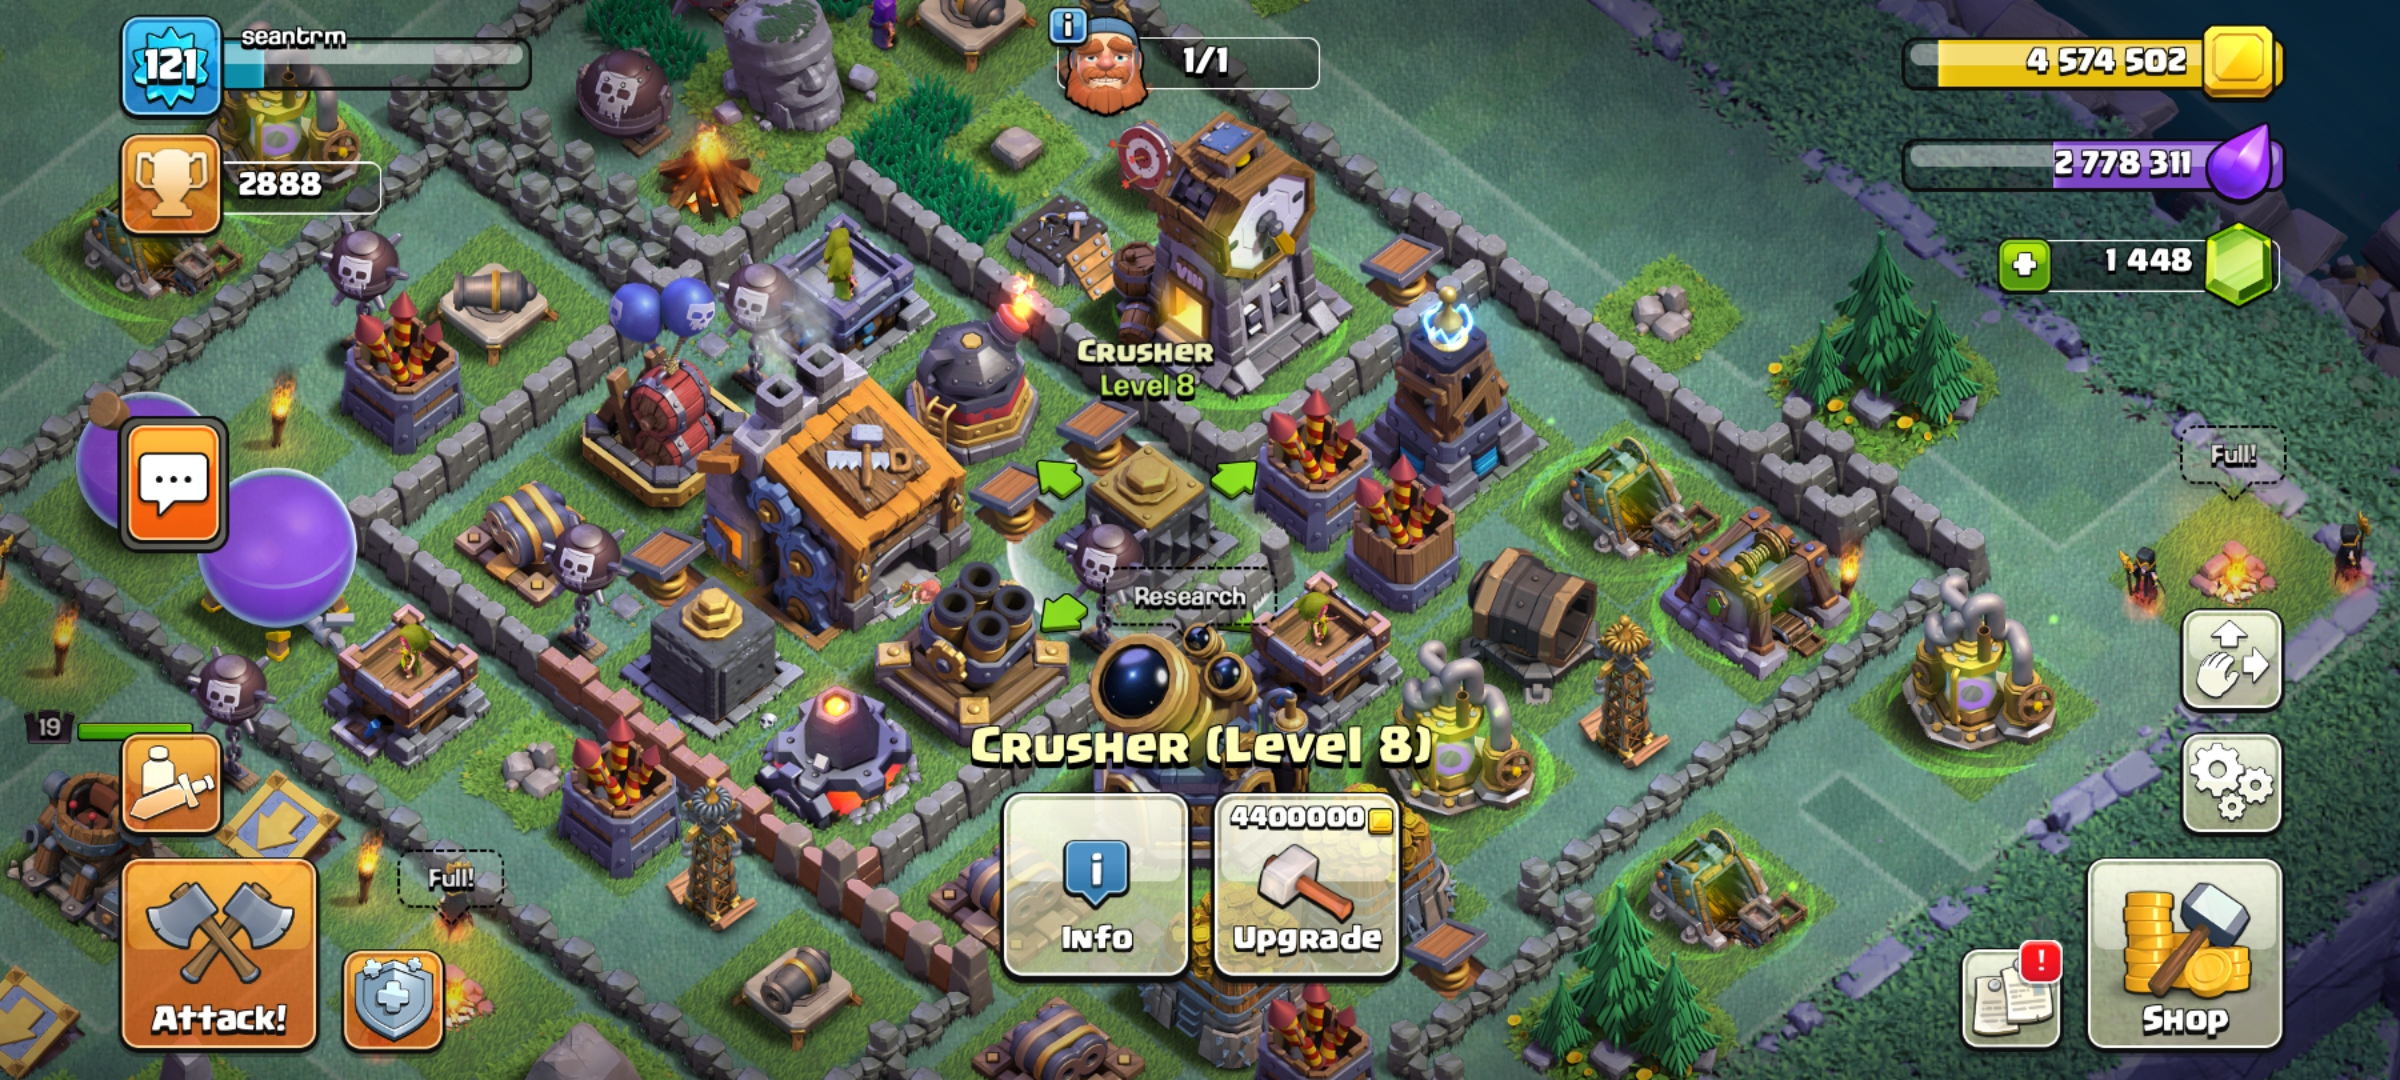 121
seantrm
1/1
4 574 502
2888
2 778 311
1 448
VIII
Crusher
Level 8
Full!
Research
19
Crusher (Level 8)
4400000
Info
Upgrade
Full!
Attack!
!
Shop